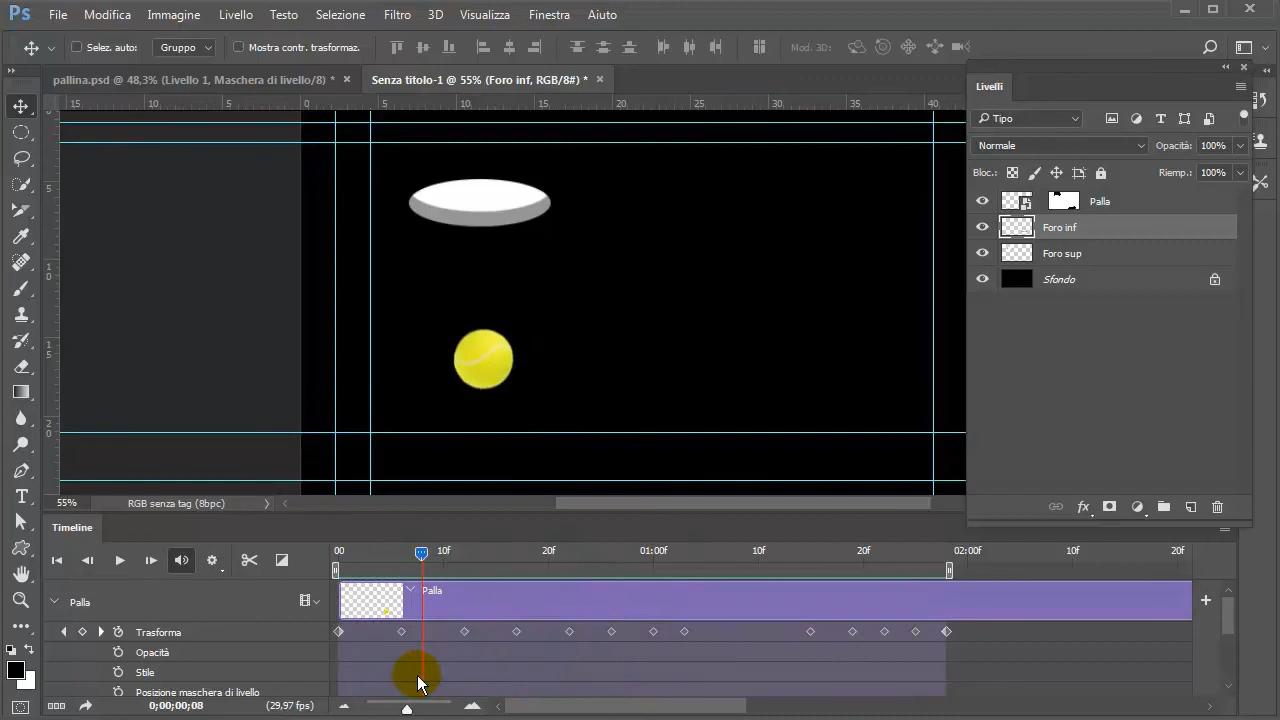 Ps File Modifica Immagine Livello Testo Selezione Filtro 3D Visualizza Finestra Aiuto
Selez. auto: Gruppo Mostra contr. trasformaz. Mod. 3D:
pallina.psd @ 48,3% (Livello 1, Maschera di livello/8) * Senza titolo-1 @ 55% (Foro inf, RGB/8#) *
15 10 5 0 5 10 15 20 25 30 35 40
0
5
10
15
20
Livelli
Tipo
Normale Opacità: 100%
Bloc.: Riemp.: 100%
Palla
Foro inf
Foro sup
Sfondo
55% RGB senza tag (8bpc)
Timeline
00 10f 20f 01:00f 10f 20f 02:00f 10f 20f
Palla
Palla
Trasforma
Opacità
Stile
Posizione maschera di livello
0;00;00;08 (29,97 fps)